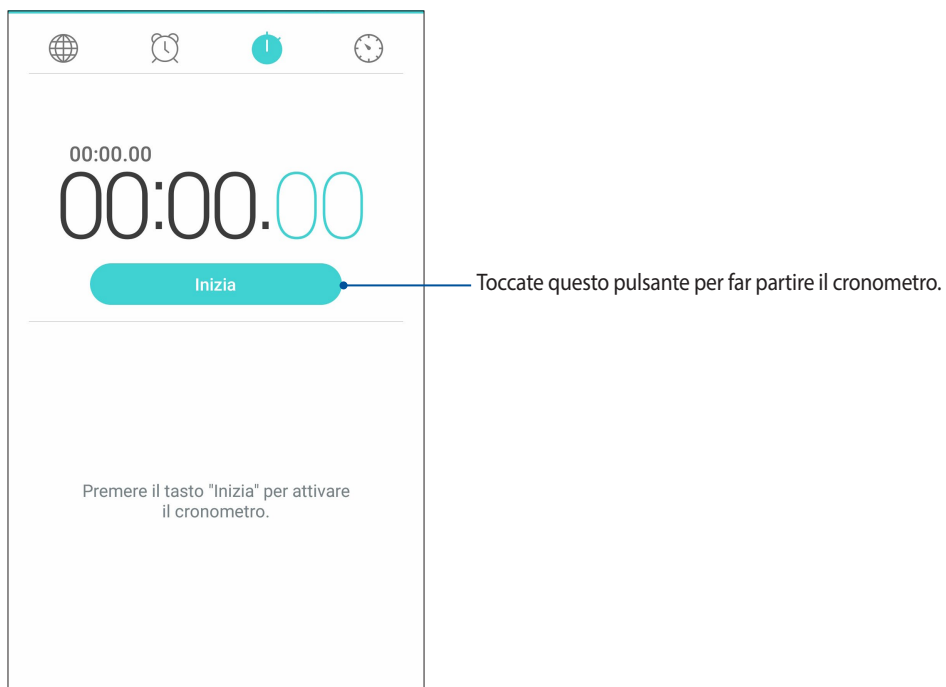 00:00.00
00:00.00
Inizia
Toccate questo pulsante per far partire il cronometro.
Premere il tasto "Inizia" per attivare
il cronometro.